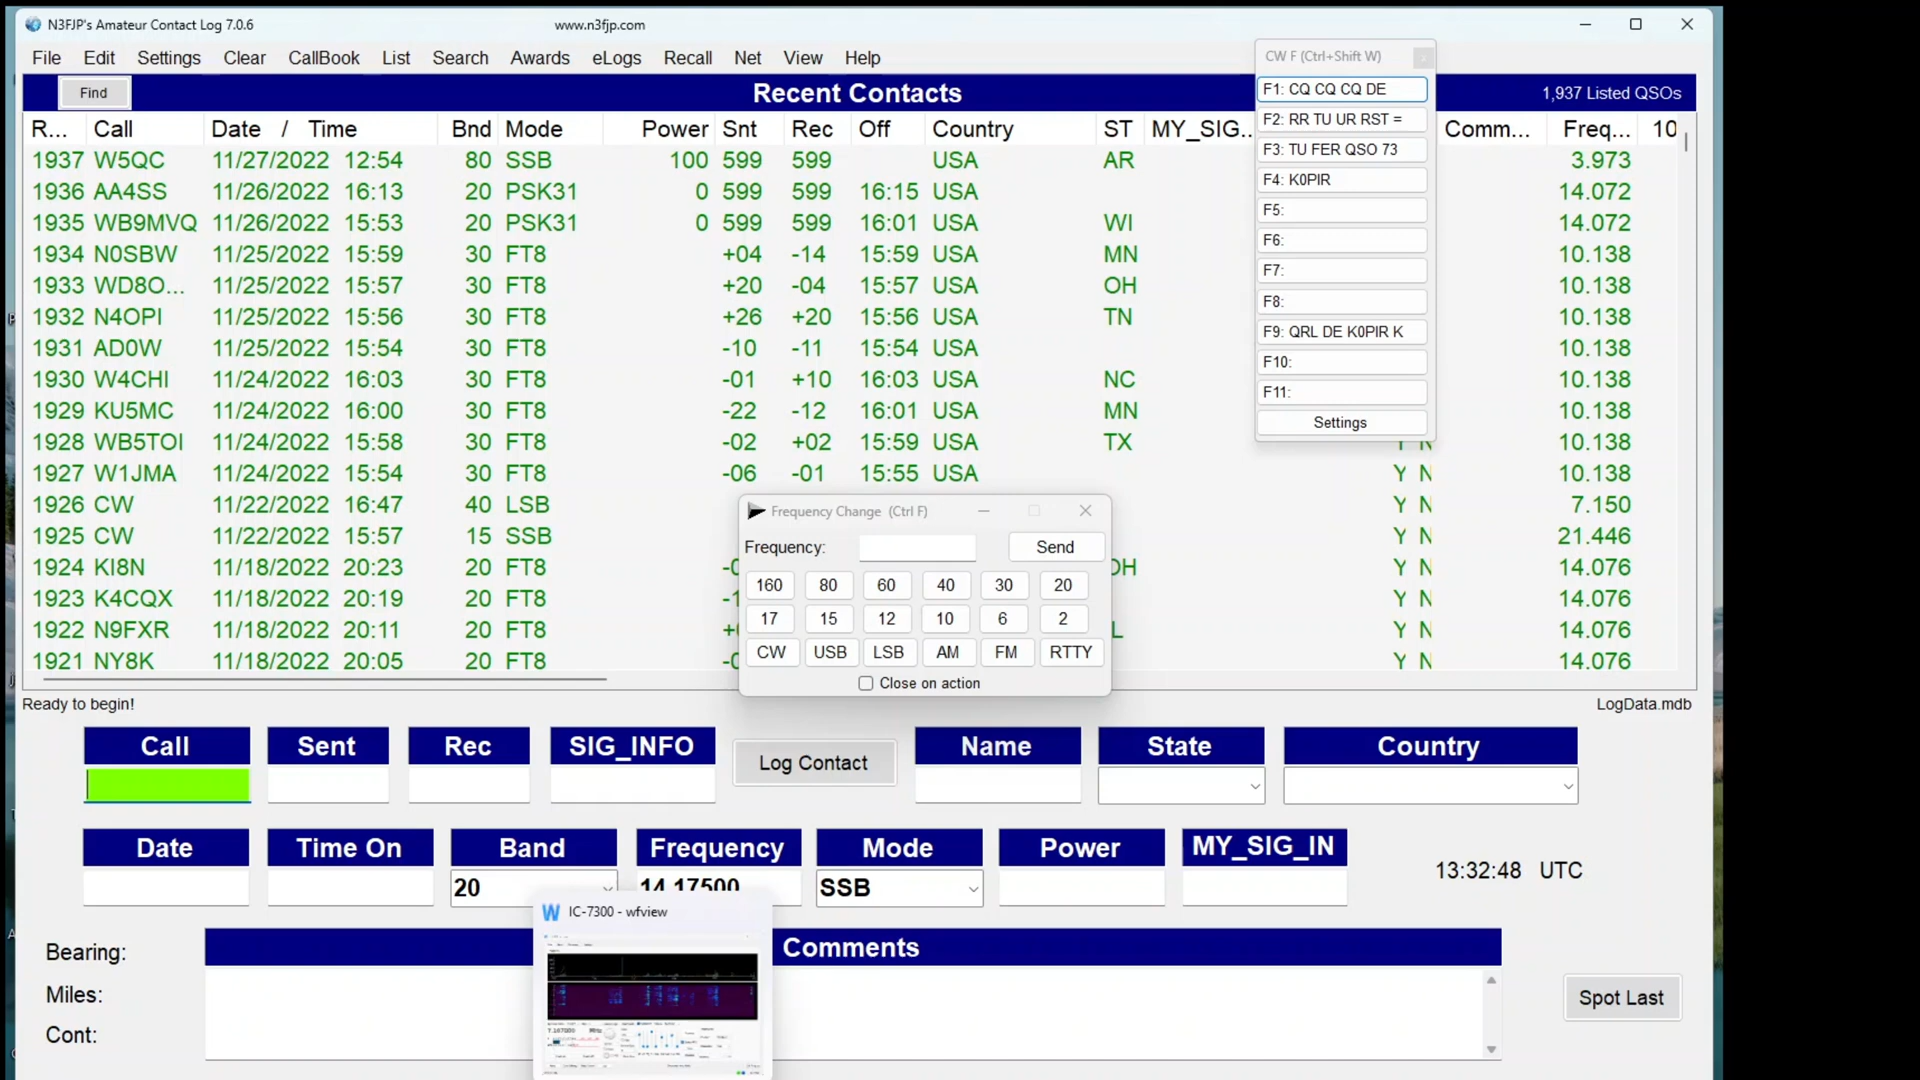 N3FJP's Amateur Contact Log 7.0.6 www.n3fjp.com
File Edit Settings Clear CallBook List Search Awards eLogs Recall Net View Help
Find Recent Contacts 1,937 Listed QSOs
R... Call Date / Time Bnd Mode Power Snt Rec Off Country ST MY_SIG... Comm... Freq... 10
1937 W5QC 11/27/2022 12:54 80 SSB 100 599 599 USA AR 3.973
1936 AA4SS 11/26/2022 16:13 20 PSK31 0 599 599 16:15 USA 14.072
1935 WB9MVQ 11/26/2022 15:53 20 PSK31 0 599 599 16:01 USA WI 14.072
1934 N0SBW 11/25/2022 15:59 30 FT8 +04 -14 15:59 USA MN 10.138
1933 WD8O... 11/25/2022 15:57 30 FT8 +20 -04 15:57 USA OH 10.138
1932 N4OPI 11/25/2022 15:56 30 FT8 +26 +20 15:56 USA TN 10.138
1931 AD0W 11/25/2022 15:54 30 FT8 -10 -11 15:54 USA 10.138
1930 W4CHI 11/24/2022 16:03 30 FT8 -01 +10 16:03 USA NC 10.138
1929 KU5MC 11/24/2022 16:00 30 FT8 -22 -12 16:01 USA MN 10.138
1928 WB5TOI 11/24/2022 15:58 30 FT8 -02 +02 15:59 USA TX Y N 10.138
1927 W1JMA 11/24/2022 15:54 30 FT8 -06 -01 15:55 USA Y N 10.138
1926 CW 11/22/2022 16:47 40 LSB Y N 7.150
1925 CW 11/22/2022 15:57 15 SSB Y N 21.446
1924 KI8N 11/18/2022 20:23 20 FT8 OH Y N 14.076
1923 K4CQX 11/18/2022 20:19 20 FT8 Y N 14.076
1922 N9FXR 11/18/2022 20:11 20 FT8 Y N 14.076
1921 NY8K 11/18/2022 20:05 20 FT8 Y N 14.076
CW F (Ctrl+Shift W)
F1: CQ CQ CQ DE
F2: RR TU UR RST =
F3: TU FER QSO 73
F4: K0PIR
F5:
F6:
F7:
F8:
F9: QRL DE K0PIR K
F10:
F11:
Settings
Frequency Change (Ctrl F)
Frequency: Send
160 80 60 40 30 20
17 15 12 10 6 2
CW USB LSB AM FM RTTY
Close on action
Ready to begin! LogData.mdb
Call Sent Rec SIG_INFO Log Contact Name State Country
Date Time On Band Frequency Mode Power MY_SIG_IN
20 14.17500 SSB 13:32:48 UTC
IC-7300 - wfview
Bearing: Comments
Miles: Spot Last
Cont: